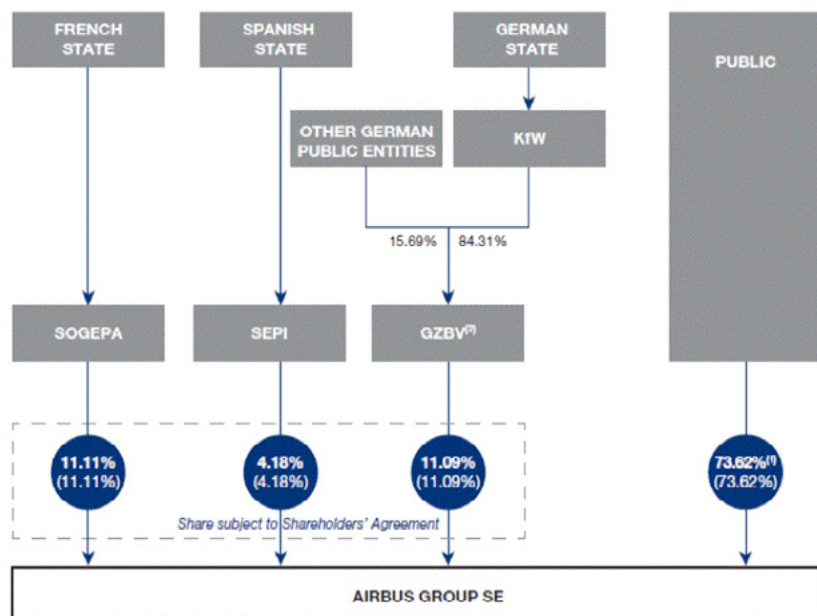 FRENCH
STATE
SPANISH
STATE
GERMAN
STATE
PUBLIC
OTHER GERMAN
PUBLIC ENTITIES
KfW
15.69%
84.31%
SOGEPA
SEPI
GZBV(2)
11.11%
(11.11%)
4.18%
(4.18%)
11.09%
(11.09%)
73.62%(1)
(73.62%)
Share subject to Shareholders' Agreement
AIRBUS GROUP SE